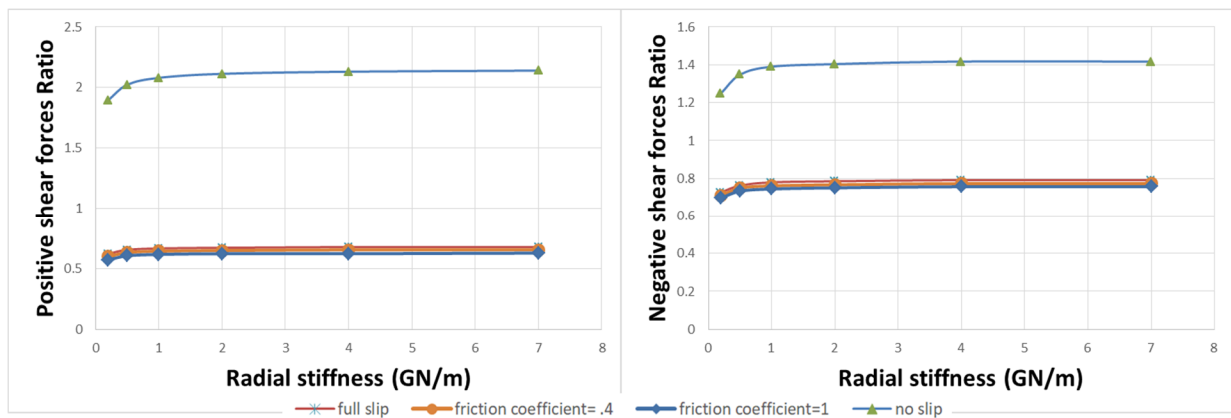 Positive shear forces Ratio
2.5
2
1.5
1
0.5
0
0 1 2 3 4 5 6 7 8
Radial stiffness (GN/m)
Negative shear forces Ratio
1.6
1.4
1.2
1
0.8
0.6
0.4
0.2
0
0 1 2 3 4 5 6 7 8
Radial stiffness (GN/m)
full slip friction coefficient= .4 friction coefficient=1 no slip